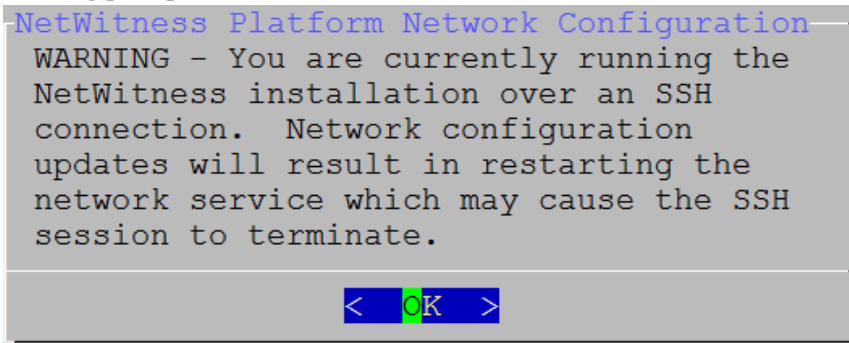 NetWitness Platform Network Configuration
WARNING - You are currently running the
NetWitness installation over an SSH
connection.  Network configuration
updates will result in restarting the
network service which may cause the SSH
session to terminate.
<  OK  >